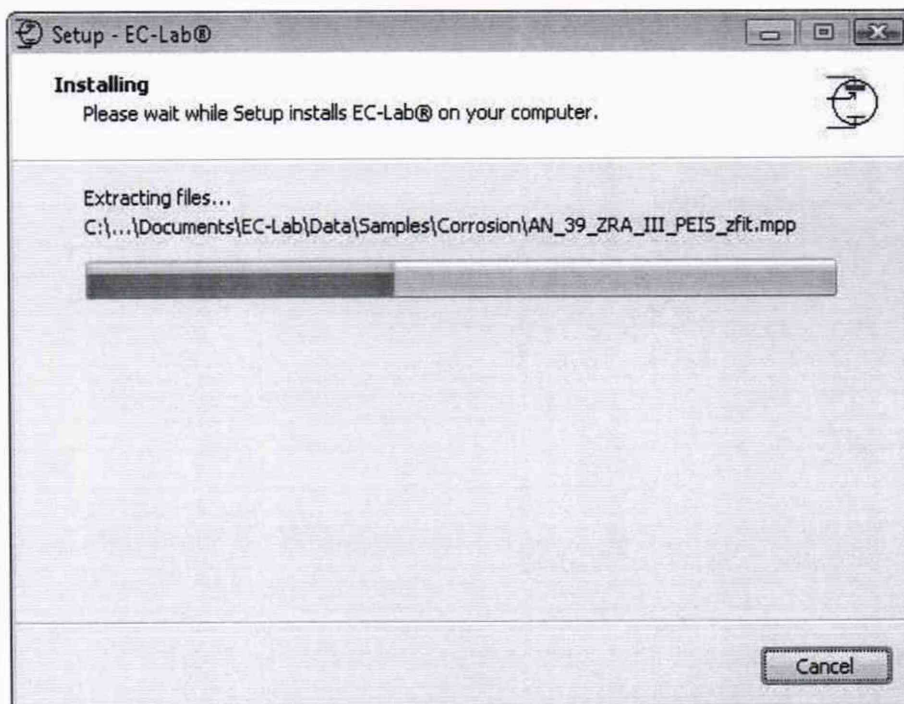 Setup - EC-Lab®
Installing
Please wait while Setup installs EC-Lab® on your computer.
Extracting files...
C:\...\Documents\EC-Lab\Data\Samples\Corrosion\AN_39_ZRA_III_PEIS_zfit.mpp
Cancel